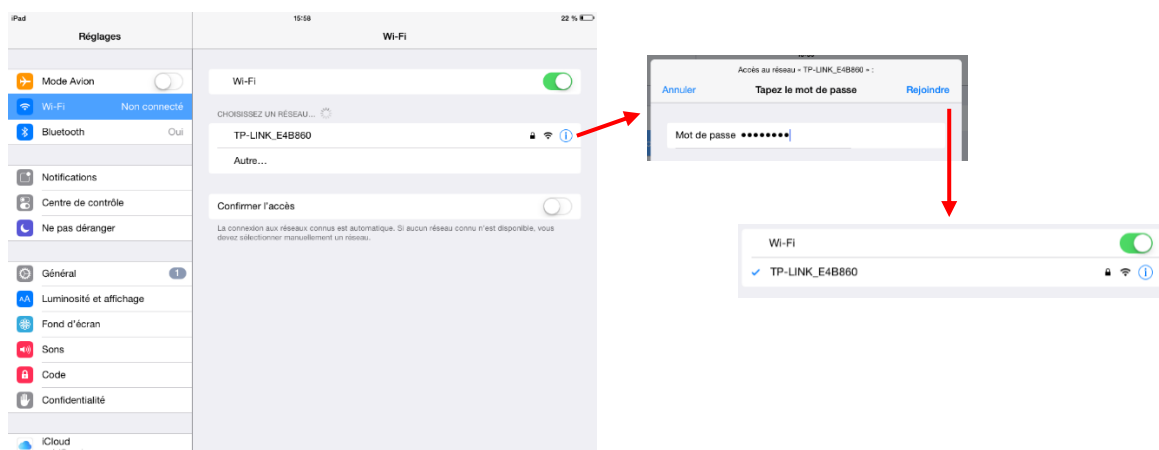 iPad
15:58
22 %
Réglages
Wi-Fi
Mode Avion
Wi-Fi Non connecté
Bluetooth Oui
Notifications
Centre de contrôle
Ne pas déranger
Général 1
AA Luminosité et affichage
Fond d'écran
Sons
Code
Confidentialité
iCloud
Wi-Fi
CHOISISSEZ UN RÉSEAU...
TP-LINK_E4B860
Autre...
Confirmer l'accès
La connexion aux réseaux connus est automatique. Si aucun réseau connu n'est disponible, vous
devez sélectionner manuellement un réseau.
Accès au réseau « TP-LINK_E4B860 » :
Annuler Tapez le mot de passe Rejoindre
Mot de passe ••••••••
Wi-Fi
TP-LINK_E4B860